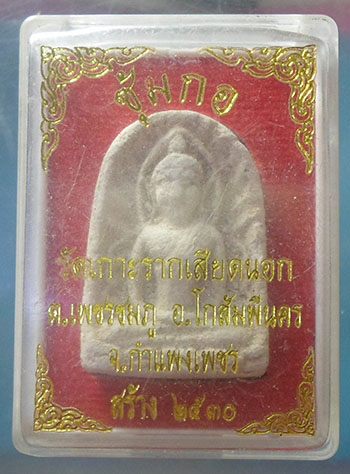 ซุ้มกอ
วัดเกาะรากเสียดนอก
ต.เพชรชมภู อ.โกสัมพีนคร
จ.กำแพงเพชร
สร้าง ๒๕๓๐